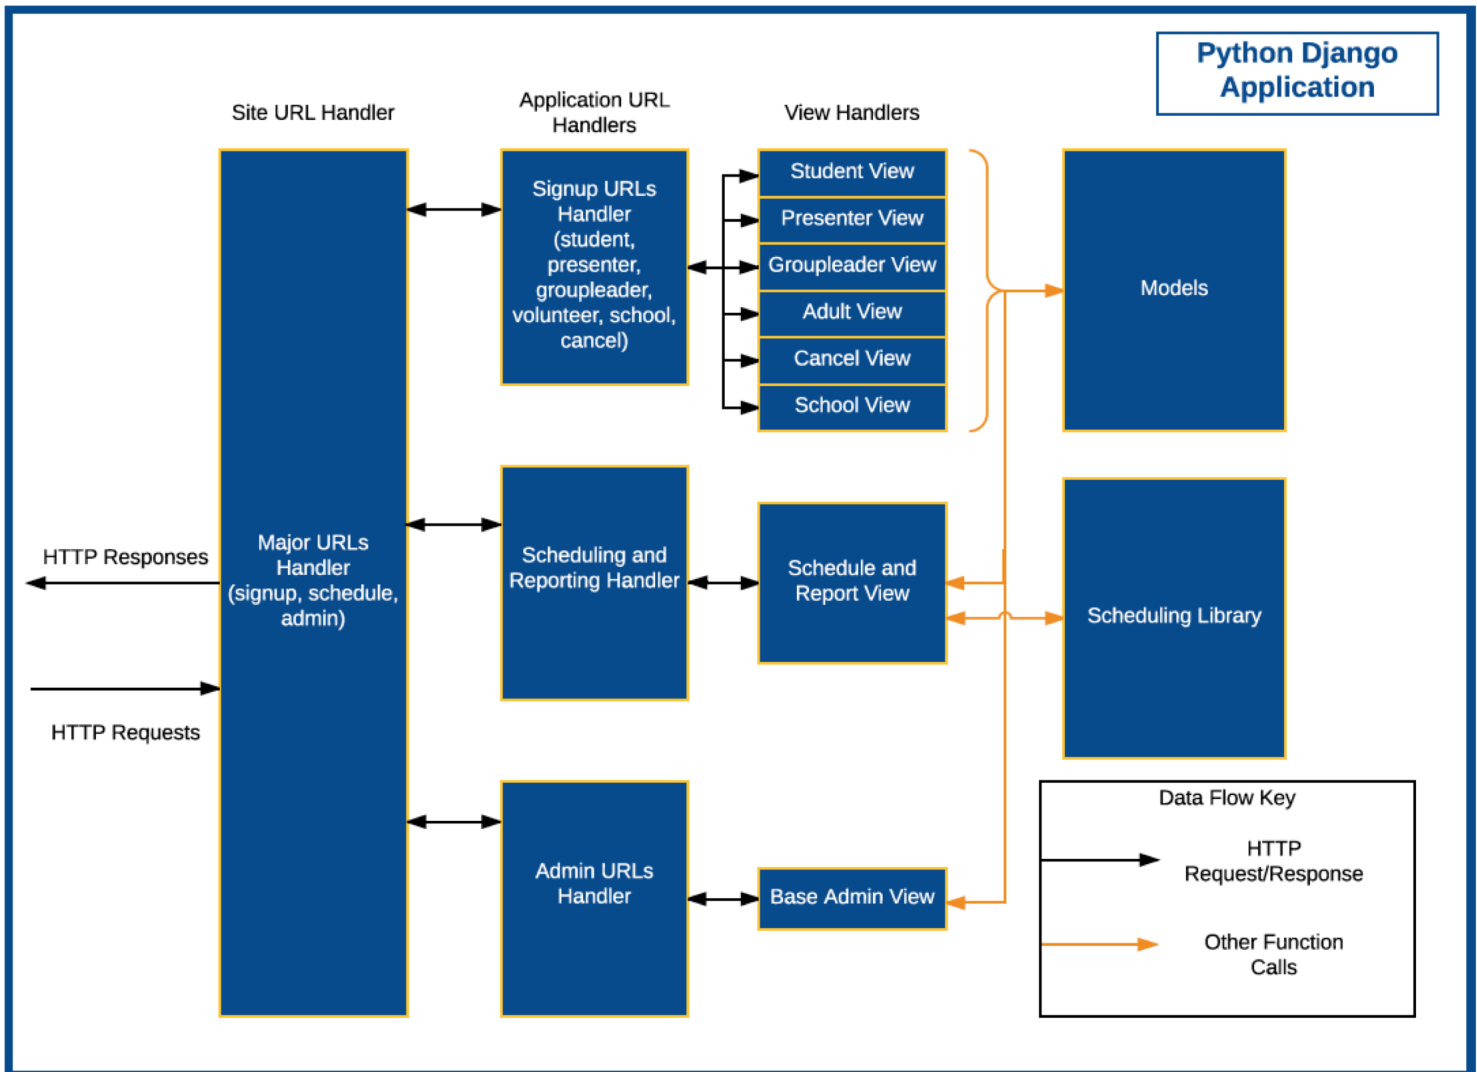 Python Django
Application
Site URL Handler
Application URL
Handlers
View Handlers
Signup URLs
Handler
(student,
presenter,
groupleader,
volunteer, school,
cancel)
Student View
Presenter View
Groupleader View
Adult View
Cancel View
School View
Models
HTTP Responses
HTTP Requests
Major URLs
Handler
(signup, schedule,
admin)
Scheduling and
Reporting Handler
Schedule and
Report View
Scheduling Library
Admin URLs
Handler
Base Admin View
Data Flow Key
HTTP
Request/Response
Other Function
Calls